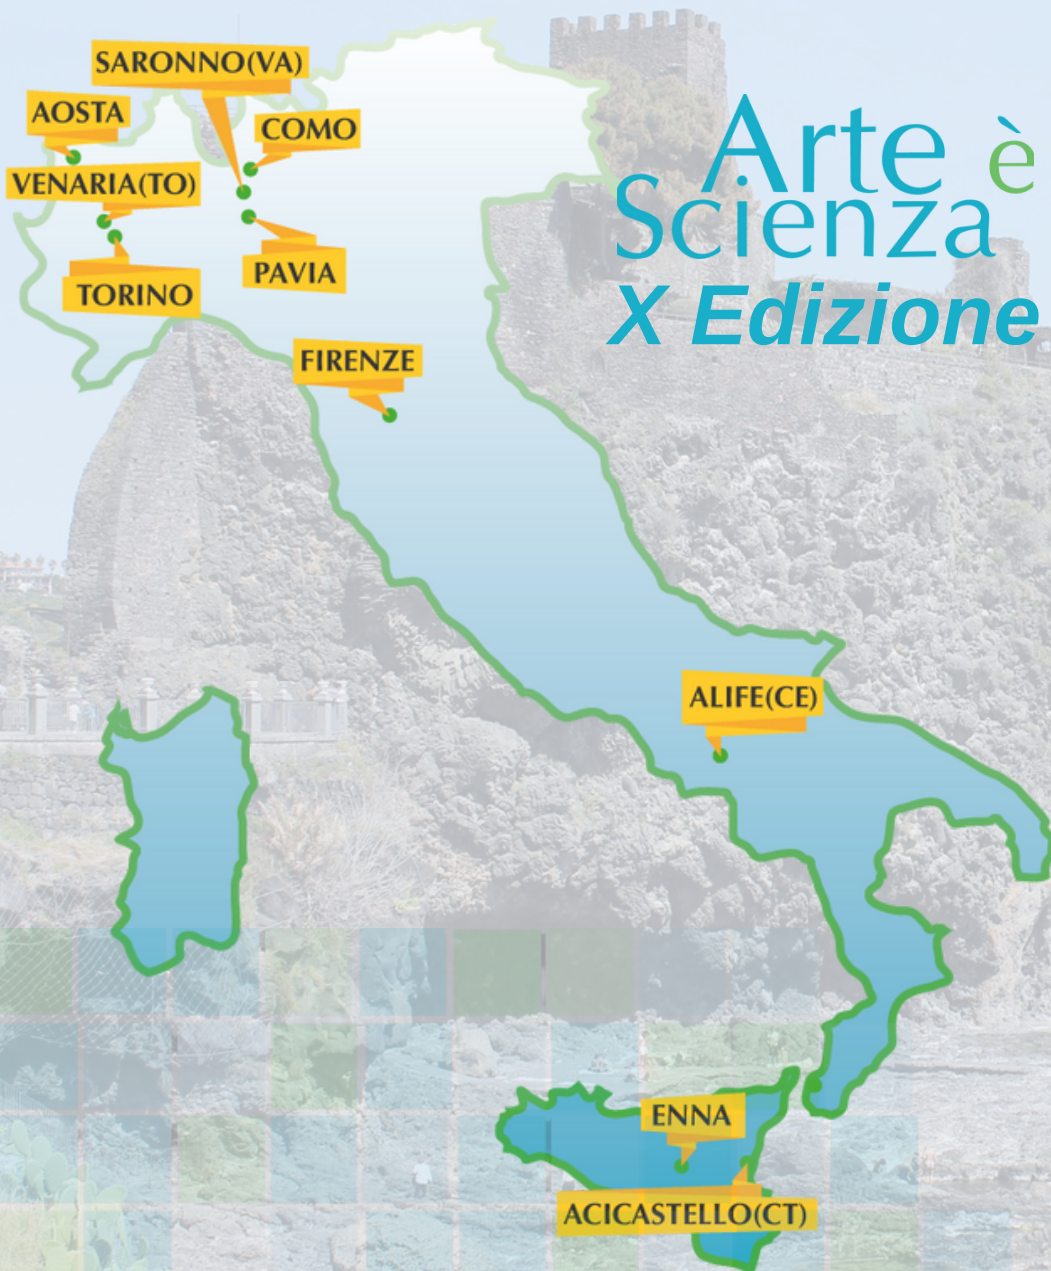 SARONNO(VA)
AOSTA
COMO
VENARIA(TO)
TORINO
PAVIA
Arte è
Scienza
X Edizione
FIRENZE
ALIFE(CE)
ENNA
ACICASTELLO(CT)